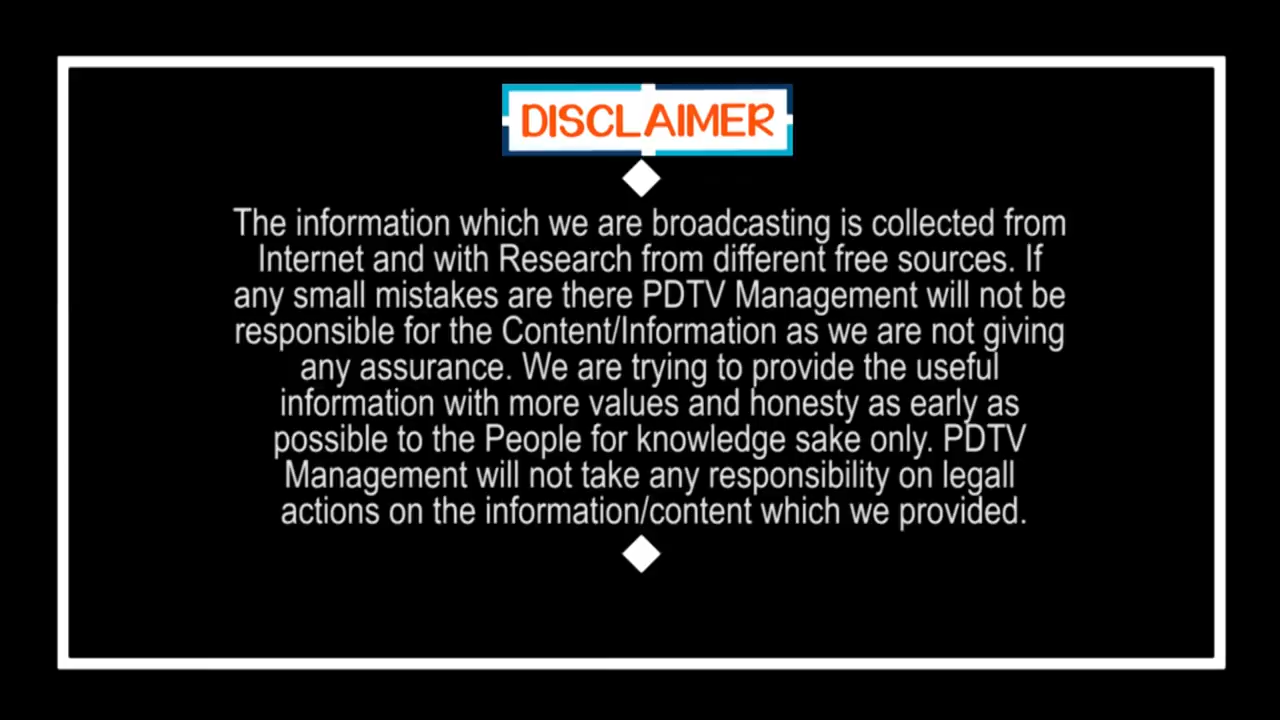 DISCLAIMER
The information which we are broadcasting is collected from
Internet and with Research from different free sources. If
any small mistakes are there PDTV Management will not be
responsible for the Content/Information as we are not giving
any assurance. We are trying to provide the useful
information with more values and honesty as early as
possible to the People for knowledge sake only. PDTV
Management will not take any responsibility on legall
actions on the information/content which we provided.